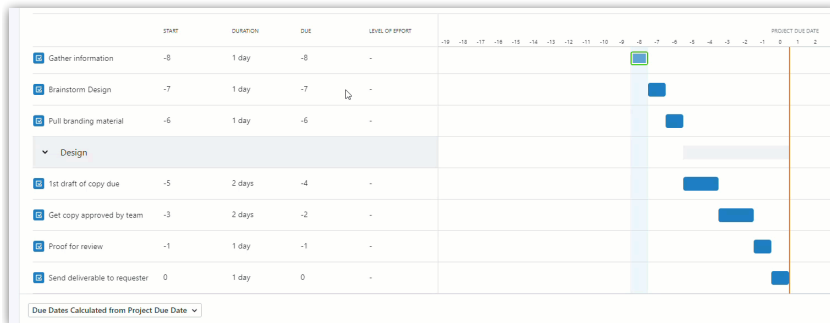 START DURATION DUE LEVEL OF EFFORT PROJECT DUE DATE
-19 -18 -17 -16 -15 -14 -13 -12 -11 -10 -9 -8 -7 -6 -5 -4 -3 -2 -1 0 1 2
Gather information -8 1 day -8 -
Brainstorm Design -7 1 day -7 -
Pull branding material -6 1 day -6 -
Design
1st draft of copy due -5 2 days -4 -
Get copy approved by team -3 2 days -2 -
Proof for review -1 1 day -1 -
Send deliverable to requester 0 1 day 0 -
Due Dates Calculated from Project Due Date